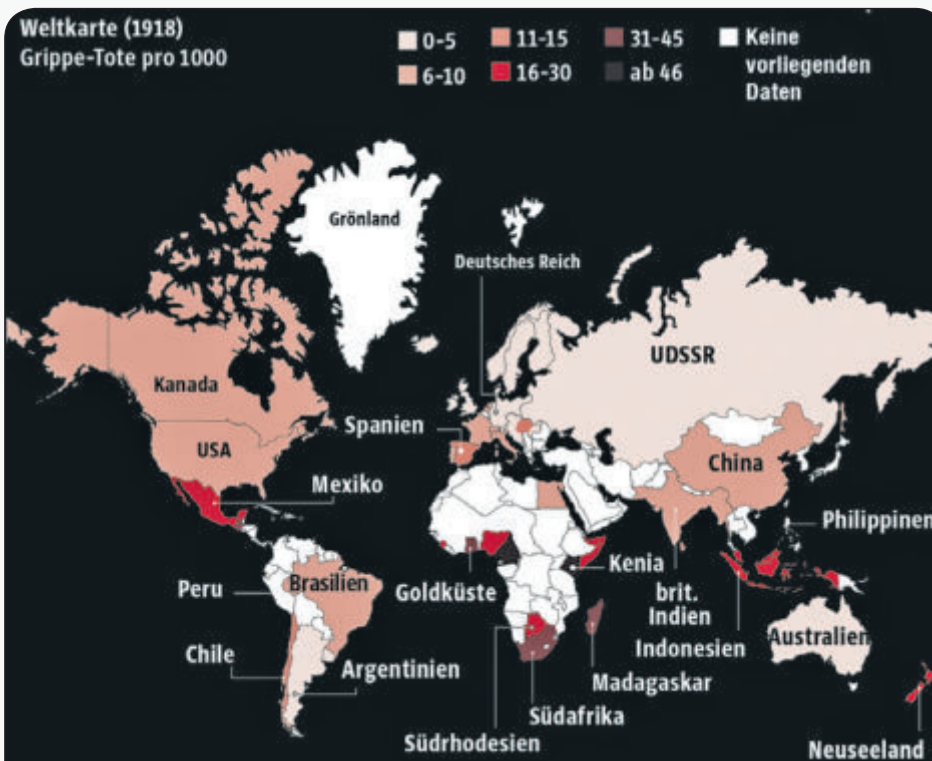 Weltkarte (1918)
Grippe-Tote pro 1000
0-5
6-10
11-15
16-30
31-45
ab 46
Keine
vorliegenden
Daten
Grönland
Deutsches Reich
UDSSR
Kanada
Spanien
USA
China
Mexiko
Philippinen
Kenia
Peru
Brasilien
Goldküste
brit.
Indien
Indonesien
Australien
Chile
Argentinien
Madagaskar
Südafrika
Südrhodesien
Neuseeland